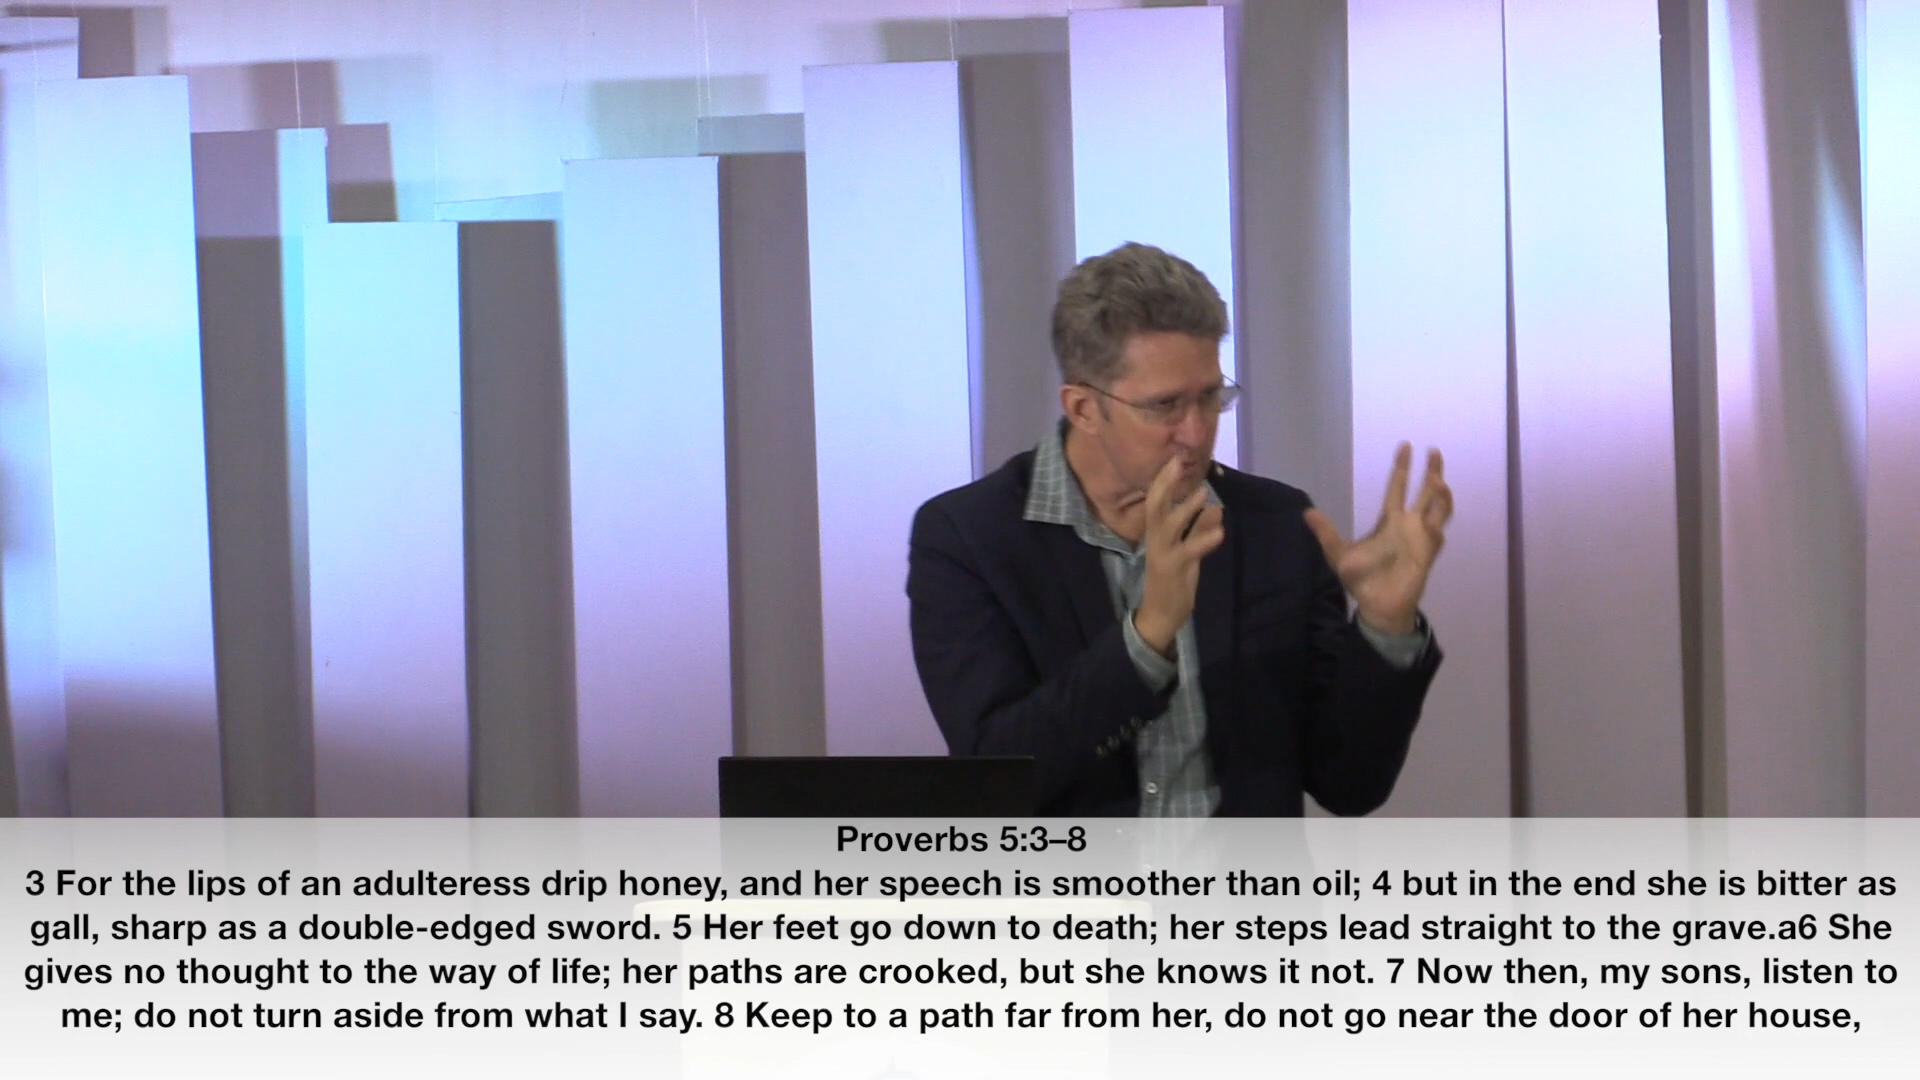 Proverbs 5:3–8
3 For the lips of an adulteress drip honey, and her speech is smoother than oil; 4 but in the end she is bitter as
gall, sharp as a double-edged sword. 5 Her feet go down to death; her steps lead straight to the grave.a6 She
gives no thought to the way of life; her paths are crooked, but she knows it not. 7 Now then, my sons, listen to
me; do not turn aside from what I say. 8 Keep to a path far from her, do not go near the door of her house,